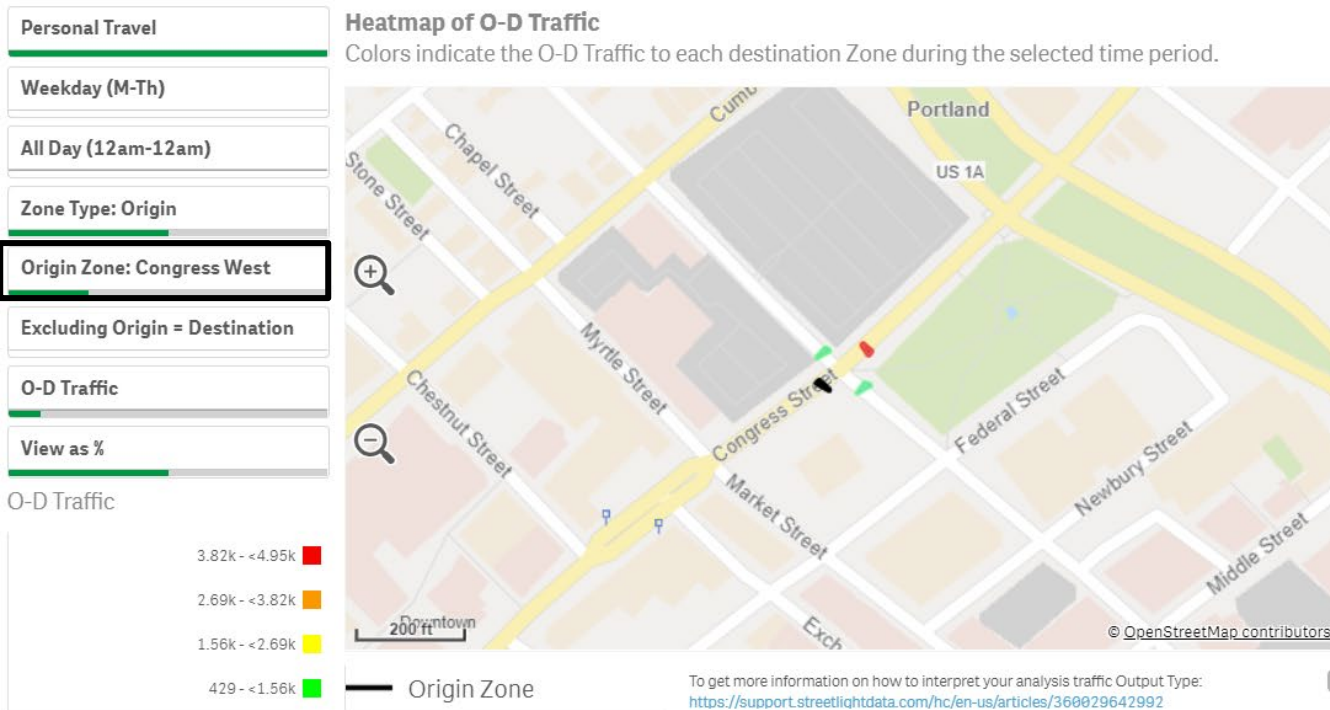 Personal Travel
Weekday (M-Th)
All Day (12am-12am)
Zone Type: Origin
Origin Zone: Congress West
Excluding Origin = Destination
O-D Traffic
View as %
O-D Traffic
3.82k - <4.95k
2.69k - <3.82k
1.56k - <2.69k
429 - <1.56k
Heatmap of O-D Traffic
Colors indicate the O-D Traffic to each destination Zone during the selected time period.
Cumb
Portland
Chapel Street
US 1A
Stone Street
Myrtle Street
Chestnut Street
Congress Street
Federal Street
Newbury Street
Market Street
Middle Street
Downtown
200 ft
Exch
© OpenStreetMap contributors
Origin Zone
To get more information on how to interpret your analysis traffic Output Type:
https://support.streetlightdata.com/hc/en-us/articles/360029642992